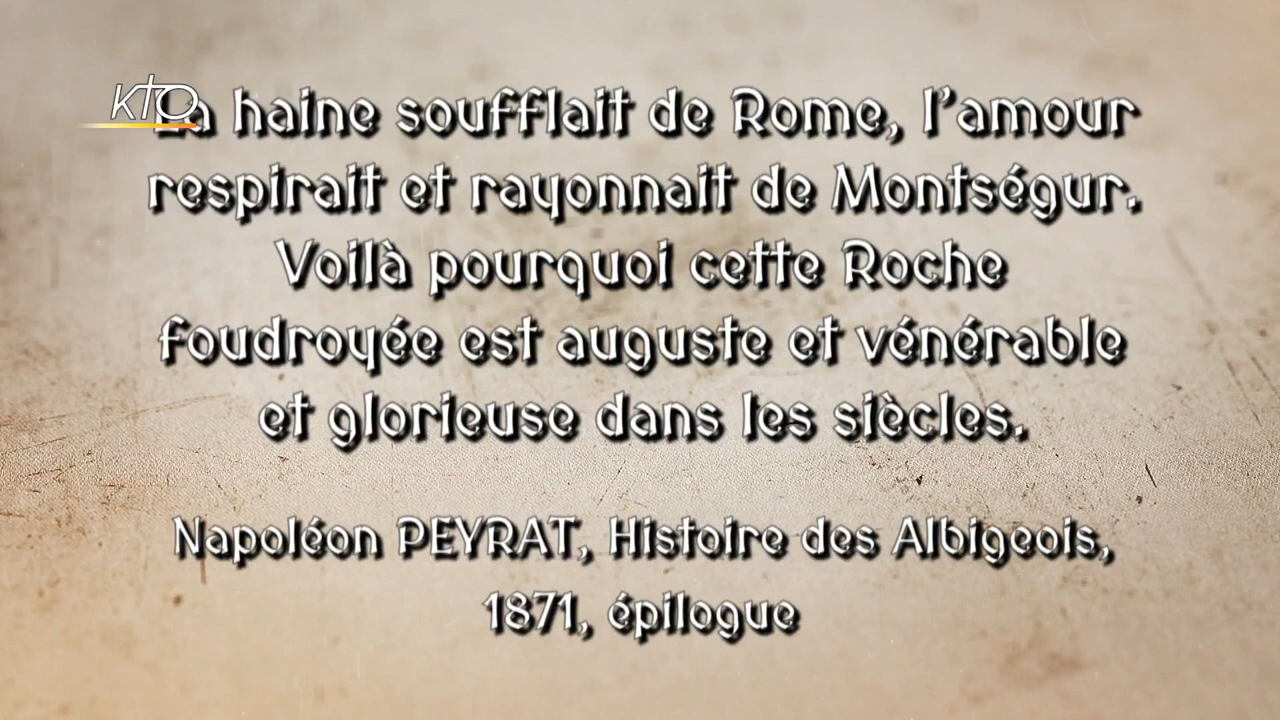 kto
La haine soufflait de Rome, l'amour
respirait et rayonnait de Montségur.
Voilà pourquoi cette Roche
foudroyée est auguste et vénérable
et glorieuse dans les siècles.
Napoléon PEYRAT, Histoire des Albigeois,
1871, épilogue